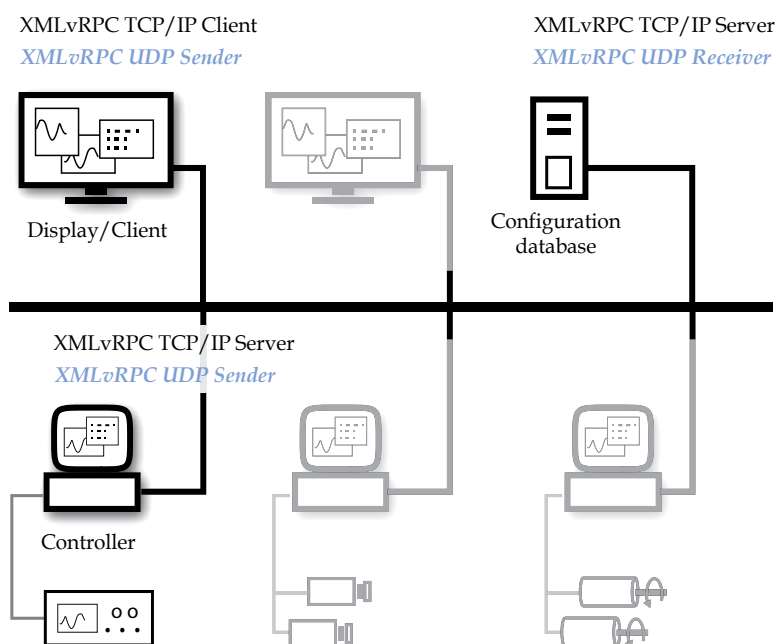 XMLvRPC TCP/IP Client
XMLvRPC UDP Sender
XMLvRPC TCP/IP Server
XMLvRPC UDP Receiver
Display/Client
Configuration
database
XMLvRPC TCP/IP Server
XMLvRPC UDP Sender
Controller